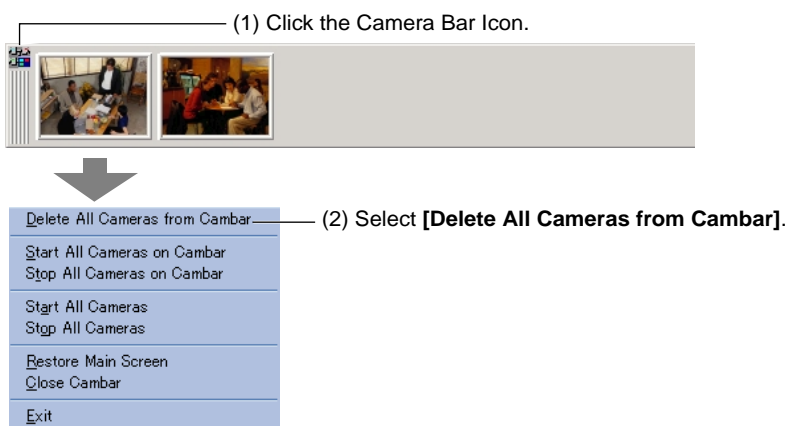 (1) Click the Camera Bar Icon.
Delete All Cameras from Cambar
(2) Select [Delete All Cameras from Cambar].
Start All Cameras on Cambar
Stop All Cameras on Cambar
Start All Cameras
Stop All Cameras
Restore Main Screen
Close Cambar
Exit